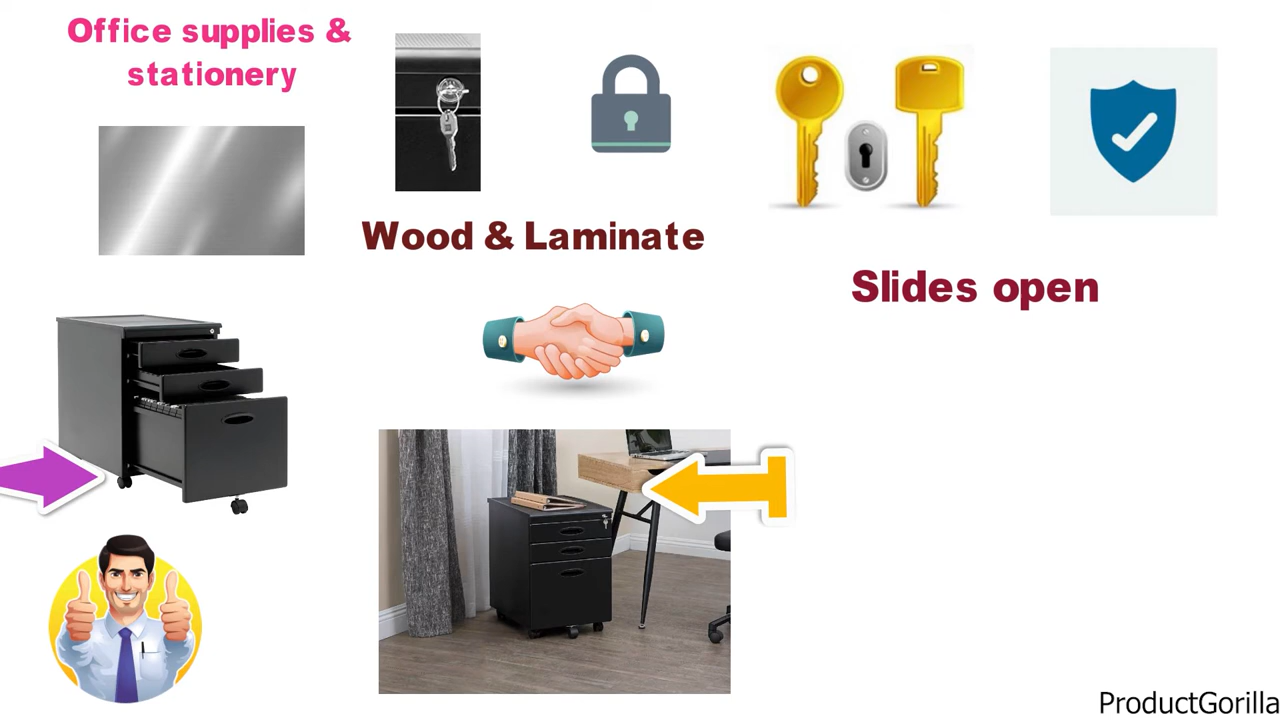 Office supplies &
stationery
Wood & Laminate
Slides open
ProductGorilla